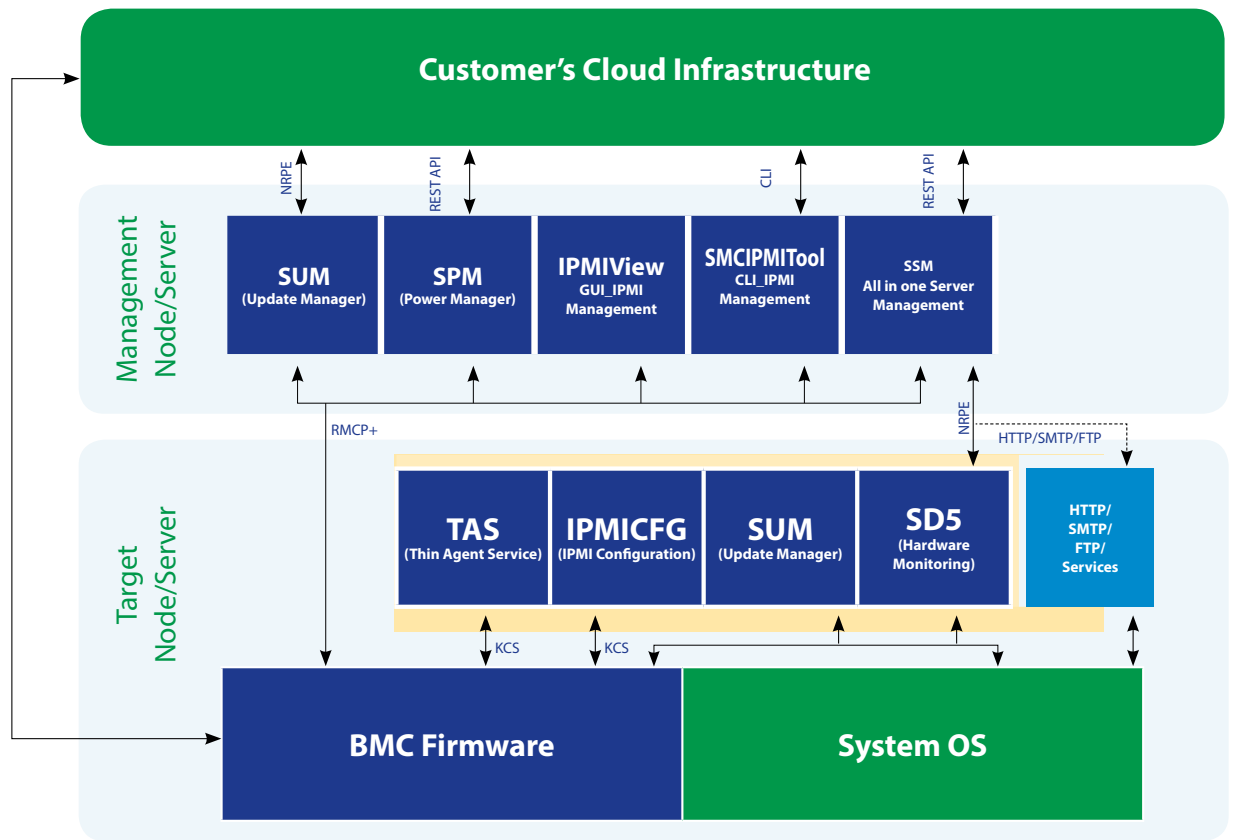 Customer's Cloud Infrastructure
NRPE
REST API
CLI
REST API
Management
Node/Server
SUM
(Update Manager)
SPM
(Power Manager)
IPMIView
GUI_IPMI
Management
SMCIPMITool
CLI_IPMI
Management
SSM
All in one Server
Management
RMCP+
NRPE
HTTP/SMTP/FTP
Target
Node/Server
TAS
(Thin Agent Service)
IPMICFG
(IPMI Configuration)
SUM
(Update Manager)
SD5
(Hardware
Monitoring)
HTTP/
SMTP/
FTP/
Services
KCS
KCS
BMC Firmware
System OS